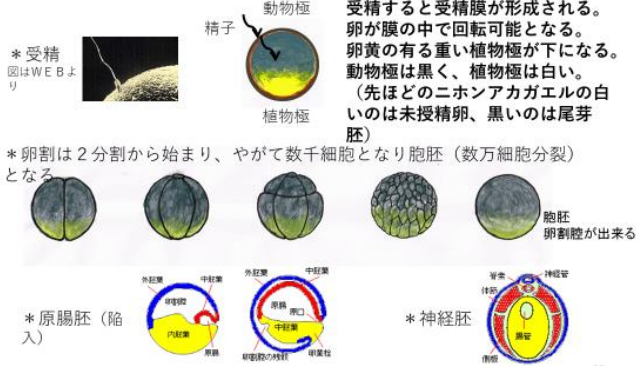 動物極
精子
＊受精
図はＷＥＢよ
り
植物極
受精すると受精膜が形成される。
卵が膜の中で回転可能となる。
卵黄の有る重い植物極が下になる。
動物極は黒く、植物極は白い。
（先ほどのニホンアカガエルの白
いのは未授精卵、黒いのは尾芽
胚）
＊卵割は２分割から始まり、やがて数千細胞となり胞胚（数万細胞分裂）
となる
胞胚
卵割腔が出来る
＊原腸胚（陥
入）
外胚葉
中胚葉
卵割腔
内胚葉
原腸
外胚葉
中胚葉
原腸
原口
中胚葉
卵割腔の残骸
卵黄栓
＊神経胚
脊索
神経管
体節
腸管
側板